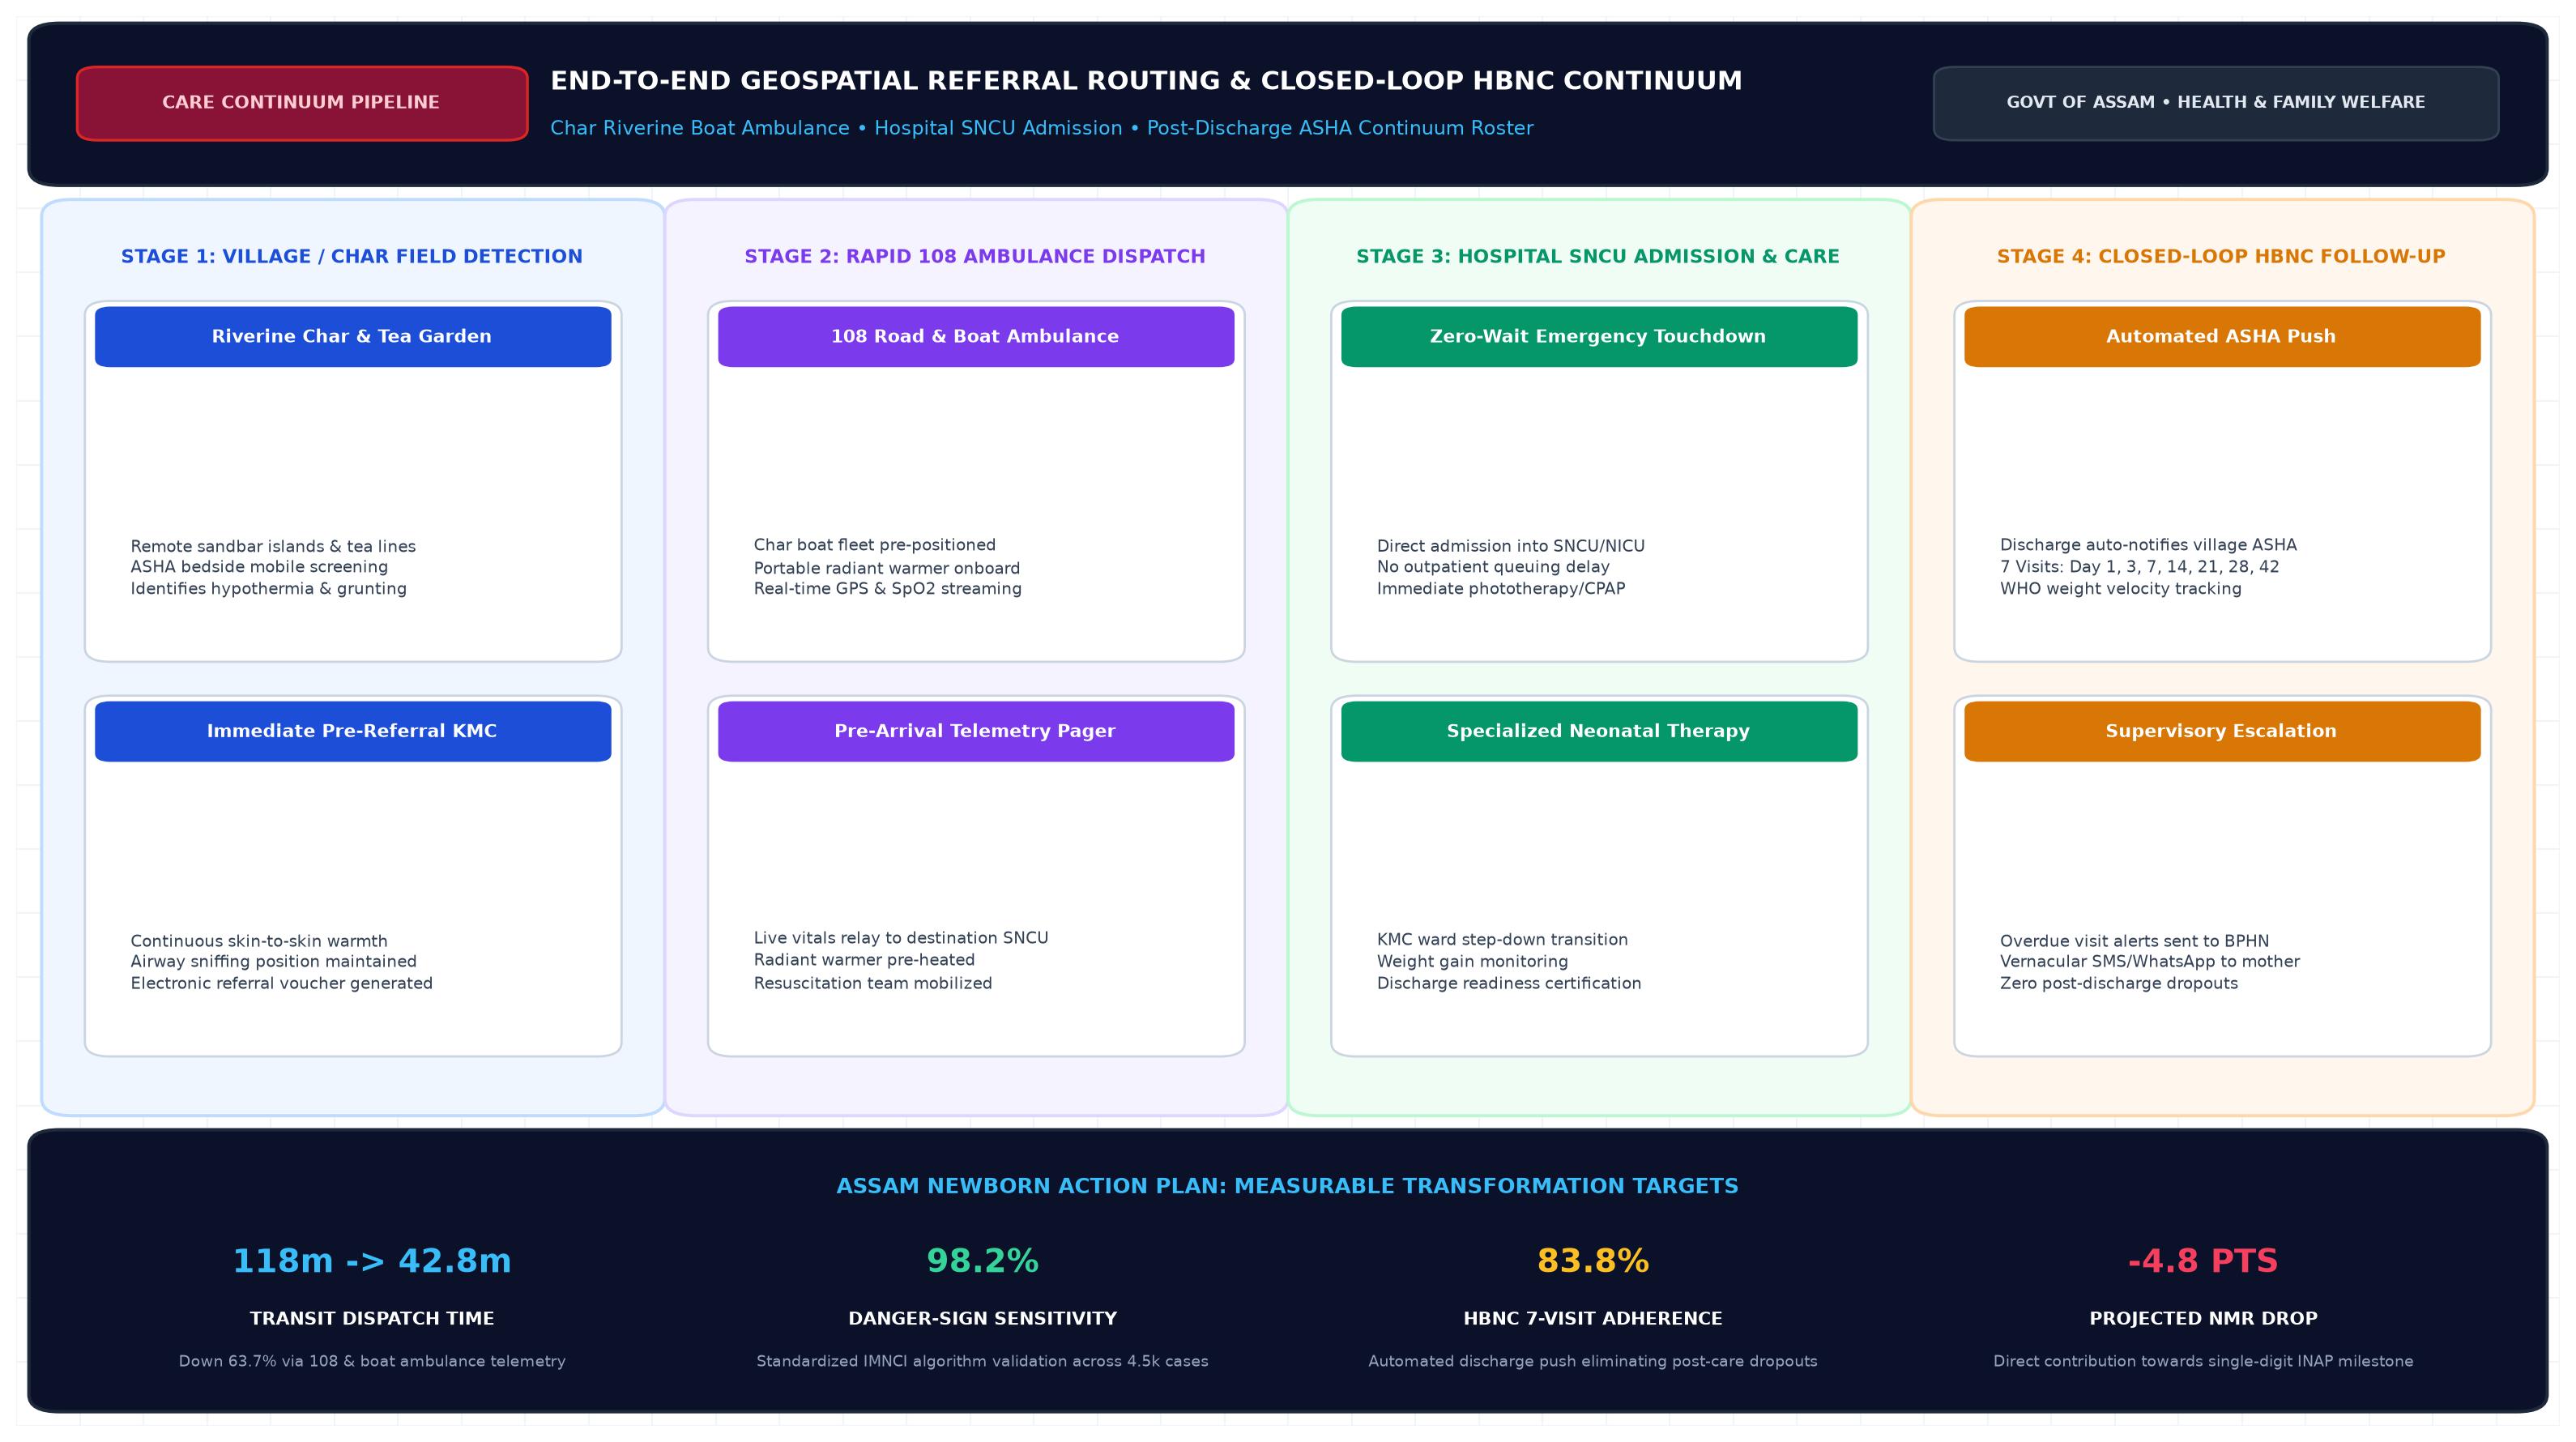 CARE CONTINUUM PIPELINE
END-TO-END GEOSPATIAL REFERRAL ROUTING & CLOSED-LOOP HBNC CONTINUUM
Char Riverine Boat Ambulance • Hospital SNCU Admission • Post-Discharge ASHA Continuum Roster
GOVT OF ASSAM • HEALTH & FAMILY WELFARE
STAGE 1: VILLAGE / CHAR FIELD DETECTION
Riverine Char & Tea Garden
Remote sandbar islands & tea lines
ASHA bedside mobile screening
Identifies hypothermia & grunting
Immediate Pre-Referral KMC
Continuous skin-to-skin warmth
Airway sniffing position maintained
Electronic referral voucher generated
STAGE 2: RAPID 108 AMBULANCE DISPATCH
108 Road & Boat Ambulance
Char boat fleet pre-positioned
Portable radiant warmer onboard
Real-time GPS & SpO2 streaming
Pre-Arrival Telemetry Pager
Live vitals relay to destination SNCU
Radiant warmer pre-heated
Resuscitation team mobilized
STAGE 3: HOSPITAL SNCU ADMISSION & CARE
Zero-Wait Emergency Touchdown
Direct admission into SNCU/NICU
No outpatient queuing delay
Immediate phototherapy/CPAP
Specialized Neonatal Therapy
KMC ward step-down transition
Weight gain monitoring
Discharge readiness certification
STAGE 4: CLOSED-LOOP HBNC FOLLOW-UP
Automated ASHA Push
Discharge auto-notifies village ASHA
7 Visits: Day 1, 3, 7, 14, 21, 28, 42
WHO weight velocity tracking
Supervisory Escalation
Overdue visit alerts sent to BPHN
Vernacular SMS/WhatsApp to mother
Zero post-discharge dropouts
ASSAM NEWBORN ACTION PLAN: MEASURABLE TRANSFORMATION TARGETS
118m -> 42.8m
TRANSIT DISPATCH TIME
Down 63.7% via 108 & boat ambulance telemetry
98.2%
DANGER-SIGN SENSITIVITY
Standardized IMNCI algorithm validation across 4.5k cases
83.8%
HBNC 7-VISIT ADHERENCE
Automated discharge push eliminating post-care dropouts
-4.8 PTS
PROJECTED NMR DROP
Direct contribution towards single-digit INAP milestone